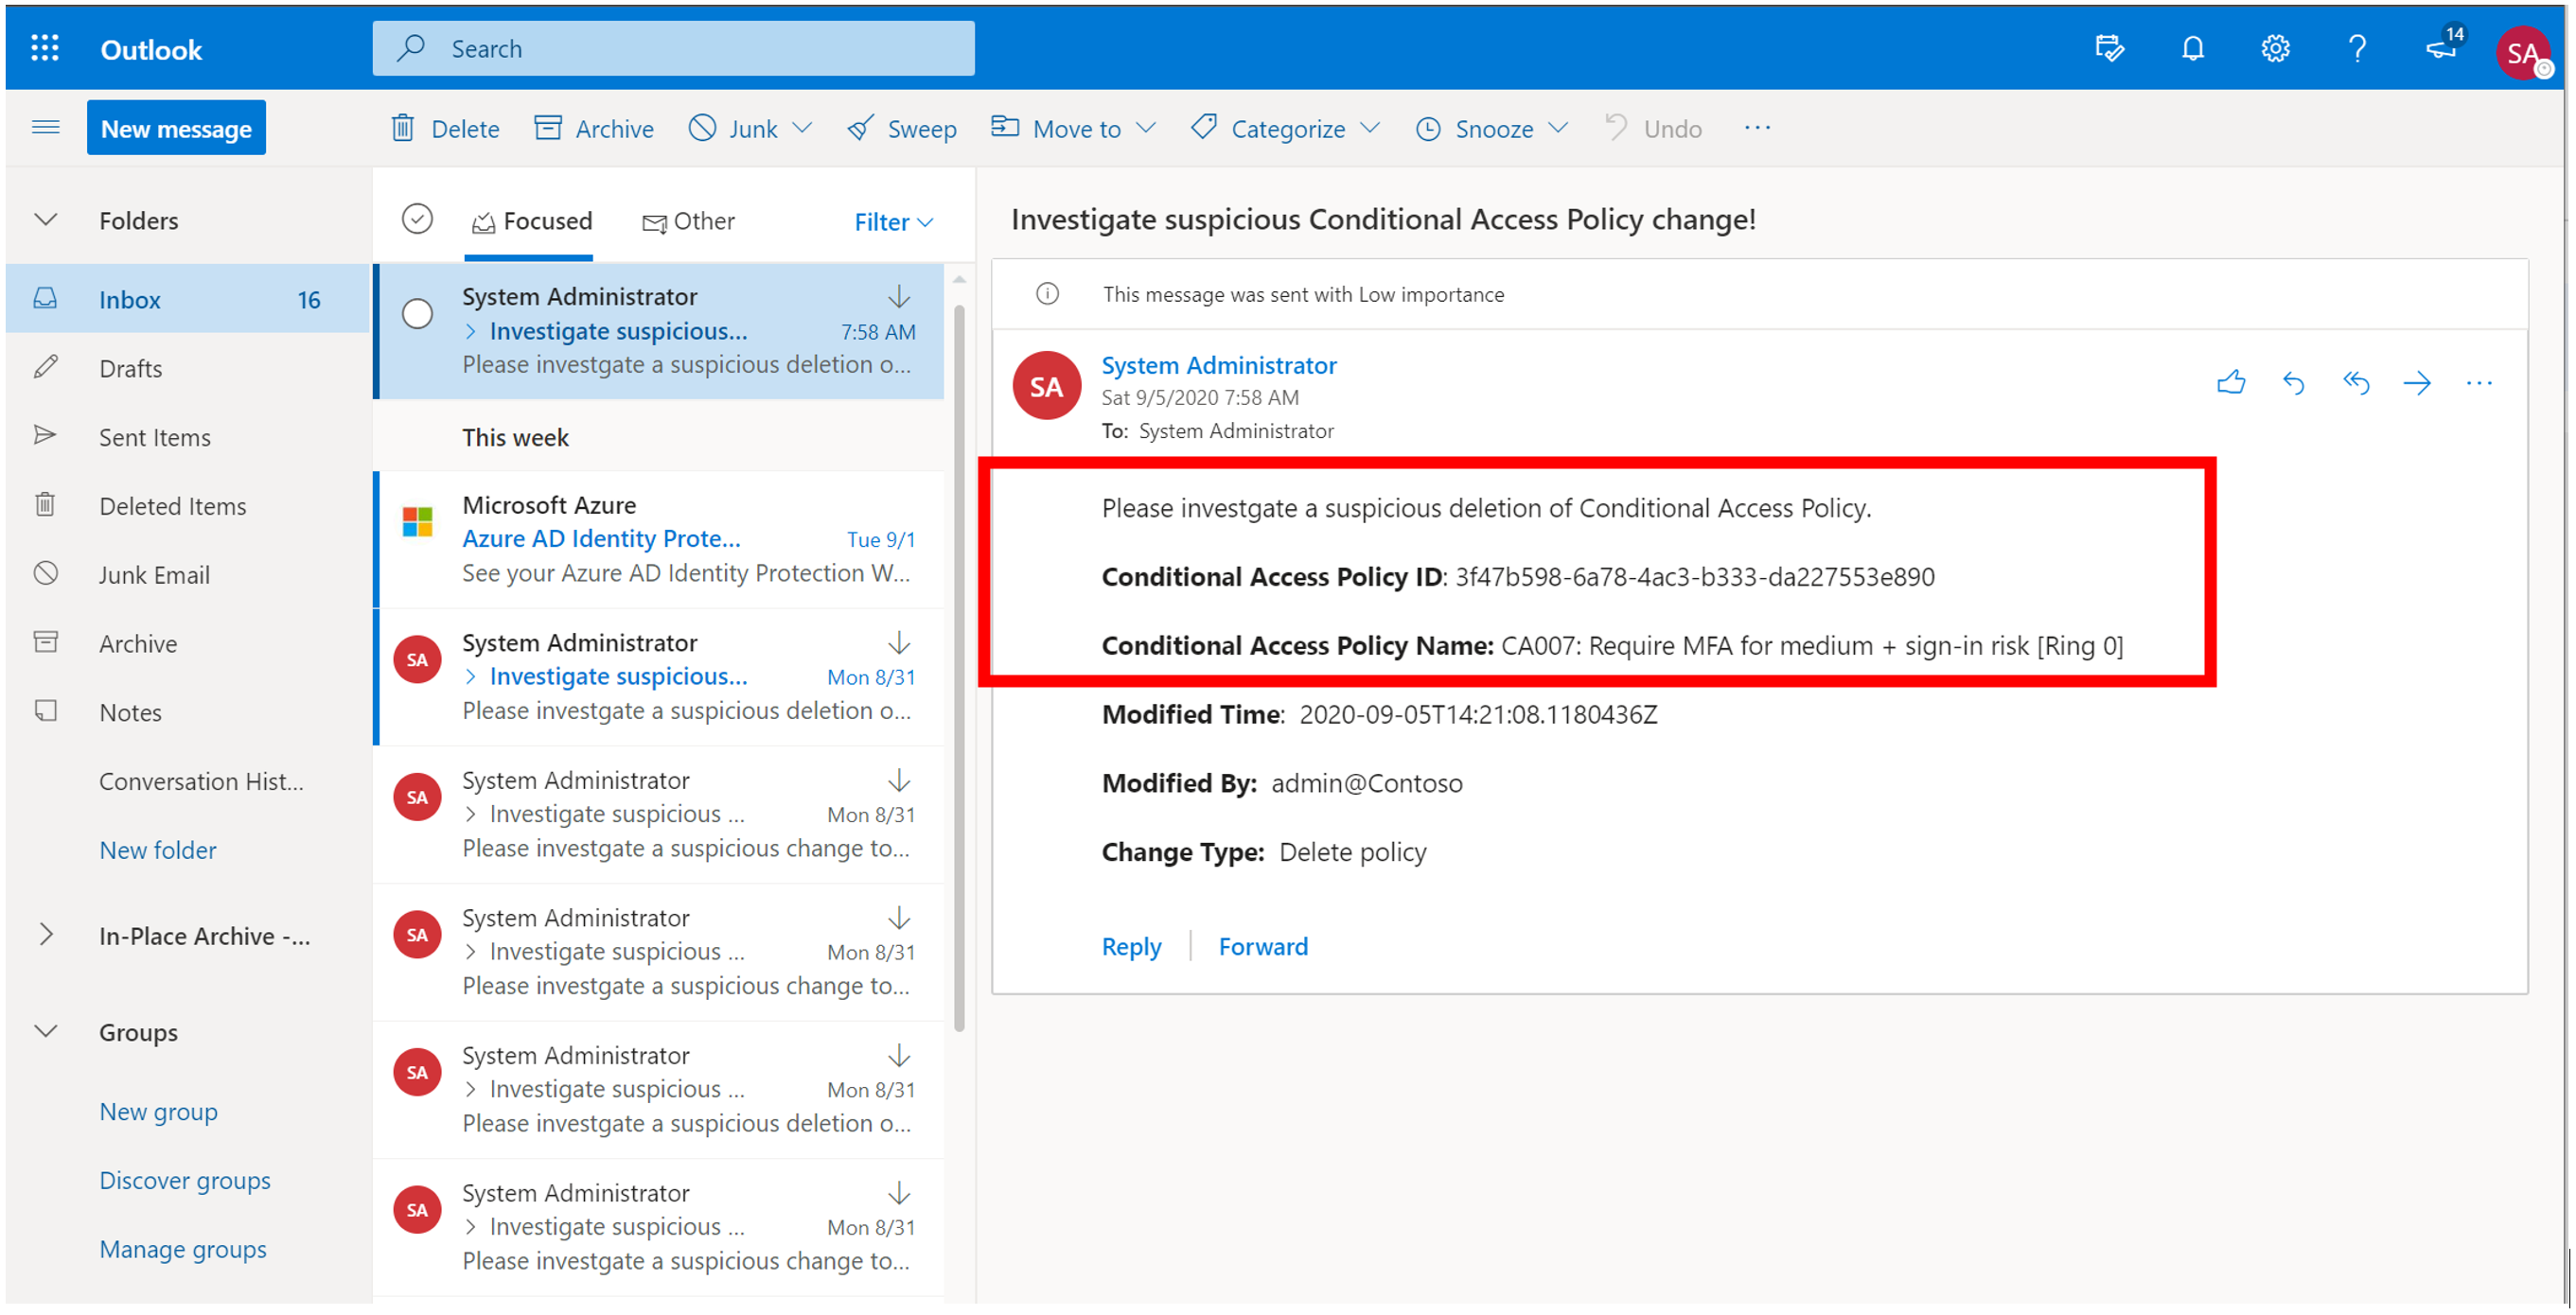 Outlook
Search
14
SA
New message
Delete
Archive
Junk
Sweep
Move to
Categorize
Snooze
Undo
Folders
Inbox 16
Drafts
Sent Items
Deleted Items
Junk Email
Archive
Notes
Conversation Hist...
New folder
In-Place Archive -...
Groups
New group
Discover groups
Manage groups
Focused
Other
Filter
System Administrator
Investigate suspicious... 7:58 AM
Please investgate a suspicious deletion o...
This week
Microsoft Azure
Azure AD Identity Prote... Tue 9/1
See your Azure AD Identity Protection W...
SA
System Administrator
Investigate suspicious... Mon 8/31
Please investgate a suspicious deletion o...
SA
System Administrator
Investigate suspicious ... Mon 8/31
Please investgate a suspicious change to...
SA
System Administrator
Investigate suspicious ... Mon 8/31
Please investgate a suspicious change to...
SA
System Administrator
Investigate suspicious ... Mon 8/31
Please investgate a suspicious deletion o...
SA
System Administrator
Investigate suspicious ... Mon 8/31
Please investgate a suspicious change to...
Investigate suspicious Conditional Access Policy change!
This message was sent with Low importance
SA
System Administrator
Sat 9/5/2020 7:58 AM
To: System Administrator
Please investgate a suspicious deletion of Conditional Access Policy.
Conditional Access Policy ID: 3f47b598-6a78-4ac3-b333-da227553e890
Conditional Access Policy Name: CA007: Require MFA for medium + sign-in risk [Ring 0]
Modified Time: 2020-09-05T14:21:08.1180436Z
Modified By: admin@Contoso
Change Type: Delete policy
Reply
Forward